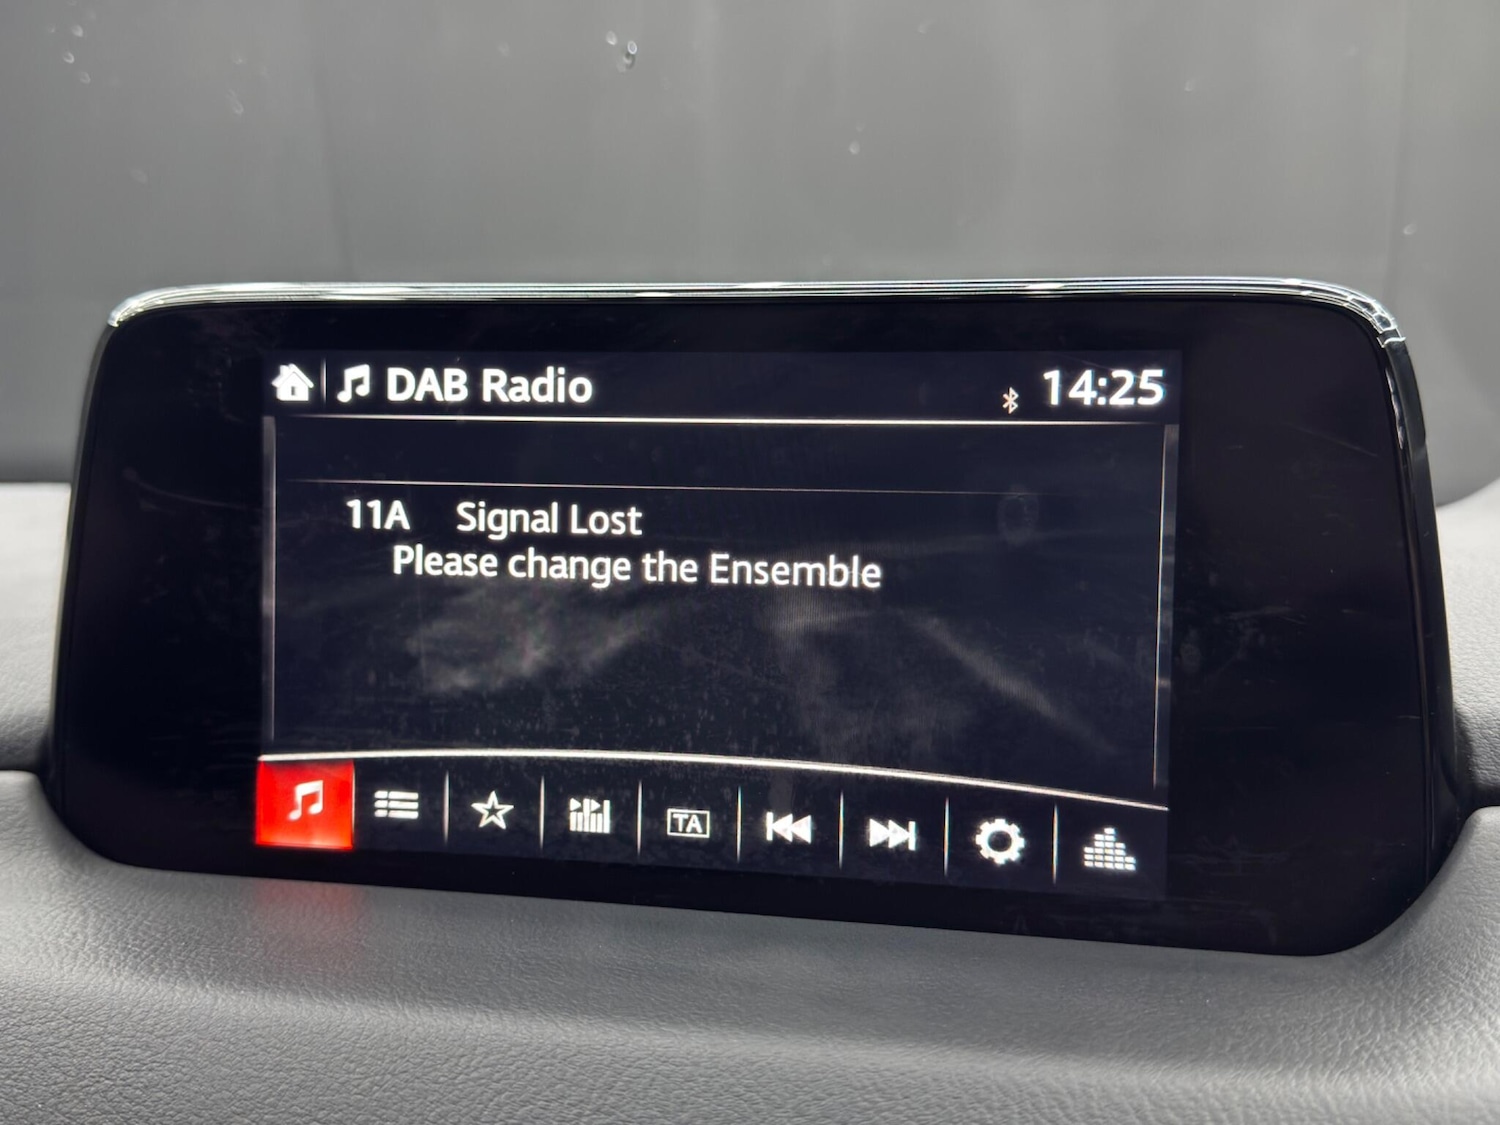 DAB Radio 14:25
11A Signal Lost
Please change the Ensemble
TA